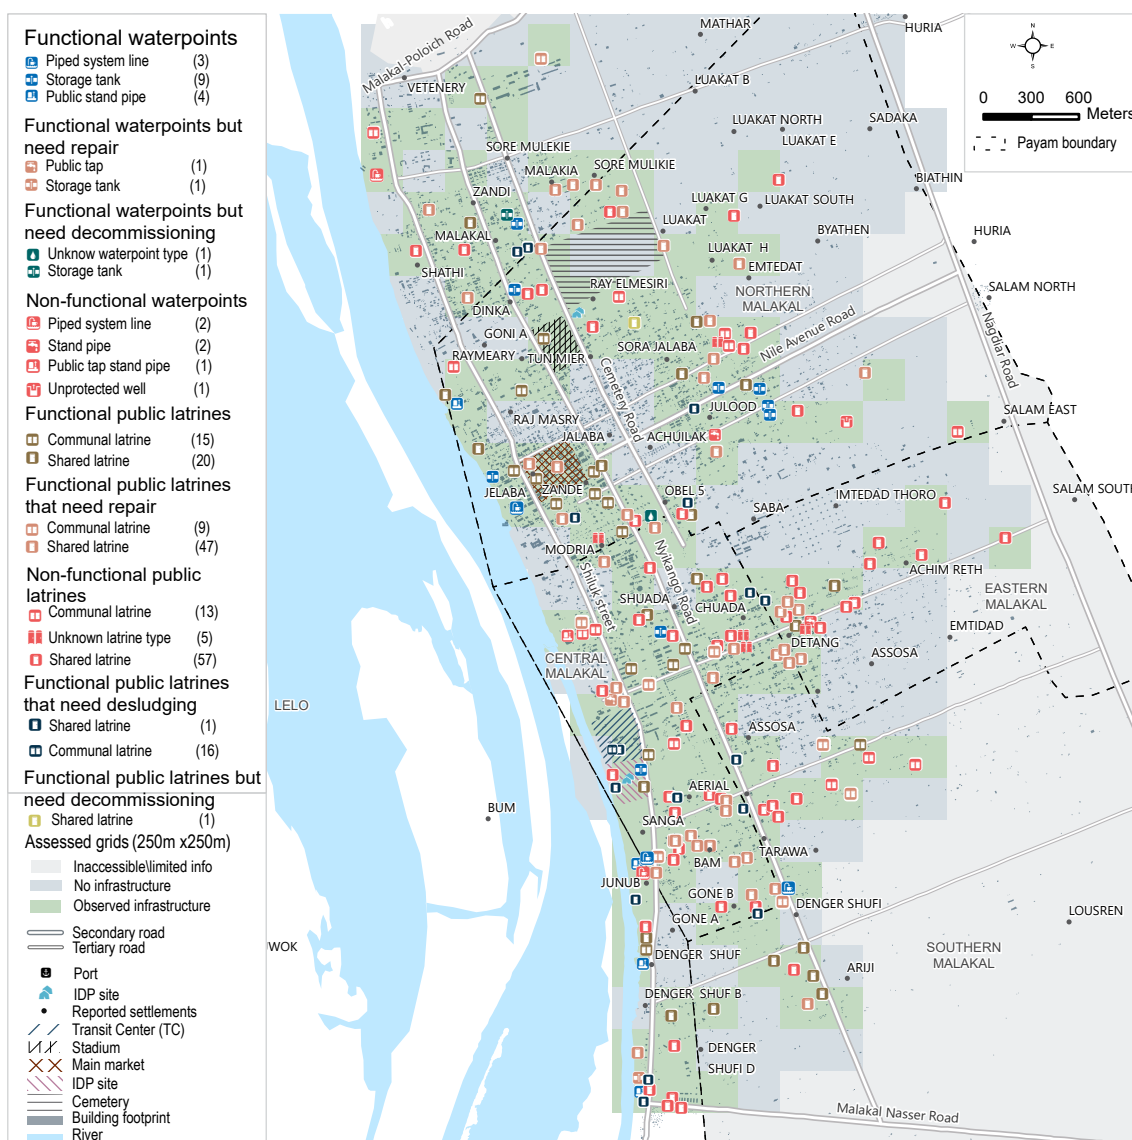 Functional waterpoints
Piped system line (3)
Storage tank (9)
Public stand pipe (4)
Functional waterpoints but
need repair
Public tap (1)
Storage tank (1)
Functional waterpoints but
need decommissioning
Unknow waterpoint type (1)
Storage tank (1)
Non-functional waterpoints
Piped system line (2)
Stand pipe (2)
Public tap stand pipe (1)
Unprotected well (1)
Functional public latrines
Communal latrine (15)
Shared latrine (20)
Functional public latrines
that need repair
Communal latrine (9)
Shared latrine (47)
Non-functional public
latrines
Communal latrine (13)
Unknown latrine type (5)
Shared latrine (57)
Functional public latrines
that need desludging
Shared latrine (1)
Communal latrine (16)
Functional public latrines but
need decommissioning
Shared latrine (1)
Assessed grids (250m x250m)
Inaccessible\limited info
No infrastructure
Observed infrastructure
Secondary road
Tertiary road
Port
IDP site
Reported settlements
Transit Center (TC)
Stadium
Main market
IDP site
Cemetery
Building footprint
River
N
W E
S
0 300 600
Meters
Payam boundary
MATHAR
HURIA
Malakal-Poloich Road
VETENERY
LUAKAT B
LUAKAT NORTH
SADAKA
LUAKAT E
SORE MULEKIE
MALAKIA
SORE MULIKIE
BIATHIN
ZANDI
LUAKAT G
LUAKAT SOUTH
LUAKAT
BYATHEN
HURIA
MALAKAL
LUAKAT H
SHATHI
EMTEDAT
RAY ELMESIRI
NORTHERN
MALAKAL
SALAM NORTH
DINKA
GONI A
Nile Avenue Road
Nadiar Road
RAYMEARY
TUNIMIER
SORA JALABA
Cemetery Road
RAJ MASRY
JULOOD
SALAM EAST
JALABA
ACHUILAK
JELABA
ZANDE
OBEL 5
IMTEDAD THORO
SALAM SOUTH
SABA
MODRIA
Nyikango Road
Shiluk street
ACHIM RETH
SHUADA
CHUADA
EASTERN
MALAKAL
EMTIDAD
DETANG
CENTRAL
MALAKAL
ASSOSA
LELO
ASSOSA
BUM
AERIAL
SANGA
TARAWA
BAM
JUNUB
GONE B
DENGER SHUFI
GONE A
LOUSREN
WOK
DENGER SHUF
SOUTHERN
MALAKAL
ARIJI
DENGER SHUF B
DENGER
SHUFI D
Malakal Nasser Road